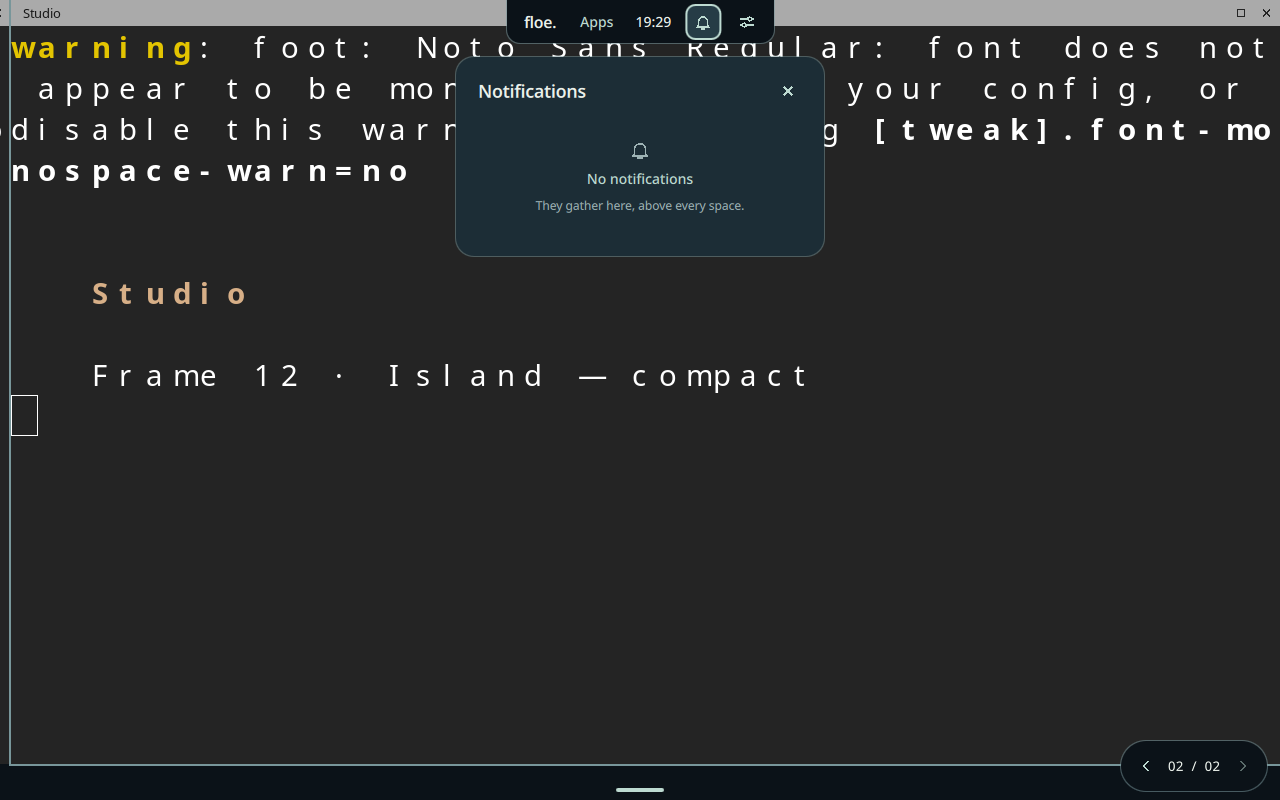 Studio
floe. Apps 19:29
warning: foot: Noto Sans Regular: font does not
appear to be your config, or
disable this [tweak].font-mo
nospace-warn=no
Notifications
No notifications
They gather here, above every space.
Studio
Frame 12 · Island — compact
02 / 02